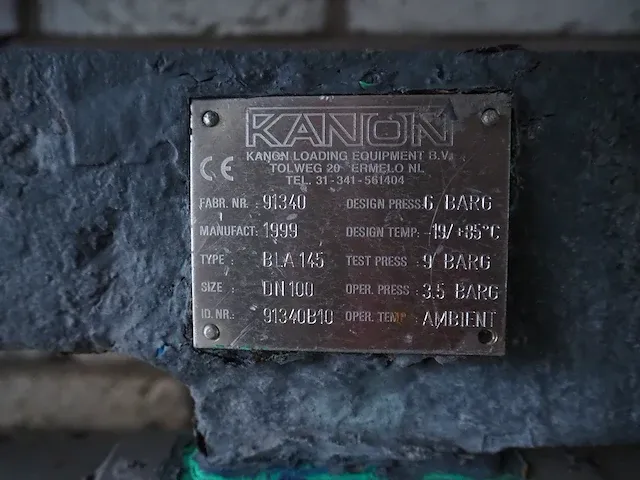 KANON
KANON LOADING EQUIPMENT B.V.
TOLWEG 20 ERMELO NL
TEL. 31-341-561404
CE
FABR. NR. : 91340 DESIGN PRESS: 6 BARG
MANUFACT: 1999 DESIGN TEMP: -19/+85°C
TYPE : BLA145 TEST PRESS : 9 BARG
SIZE : DN100 OPER. PRESS : 3.5 BARG
ID. NR.: 91340B10 OPER. TEMP : AMBIENT